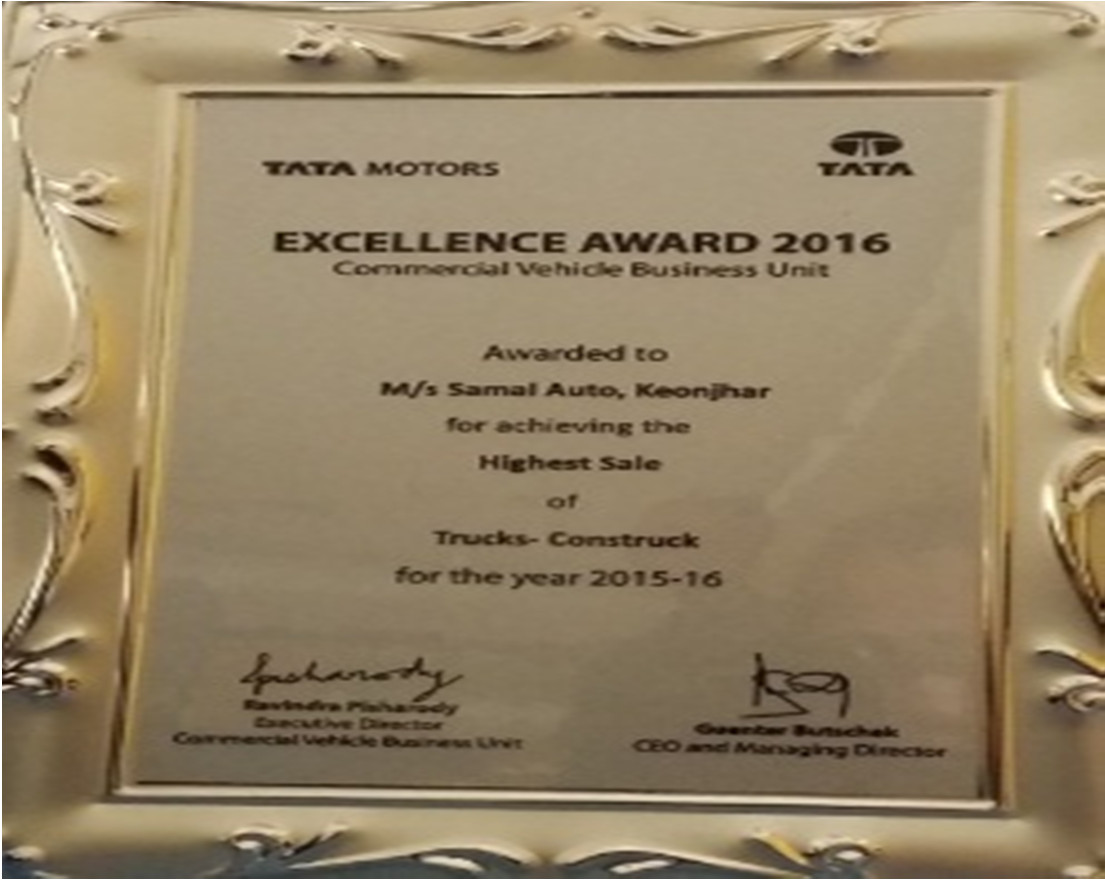 TATA MOTORS
TATA
EXCELLENCE AWARD 2016
Commercial Vehicle Business Unit
Awarded to
M/s Samal Auto, Keonjhar
for achieving the
Highest Sale
of
Trucks- Construck
for the year 2015-16
Ravindra Pisharody
Executive Director
Commercial Vehicle Business Unit
Guenter Butschek
CEO and Managing Director